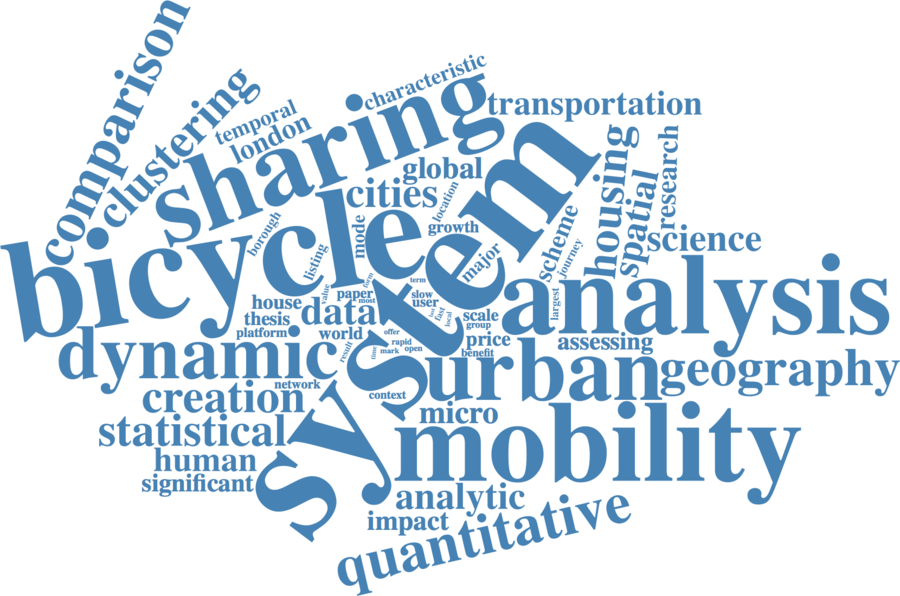 comparison
clustering
temporal
london
characteristic
sharing
transportation
global
cities
location
growth
housing
spatial
research
science
bicycle
borough
listing
mode
system
major
scheme
journey
largest
analysis
house
thesis
platform
value
paper
form
most
term
slow
user
data
world
last
fast
local
scale
group
price
benefit
assessing
dynamic
result
time
offer
mark
rapid
open
urban
geography
creation
network
context
micro
statistical
mobility
human
significant
analytic
impact
quantitative